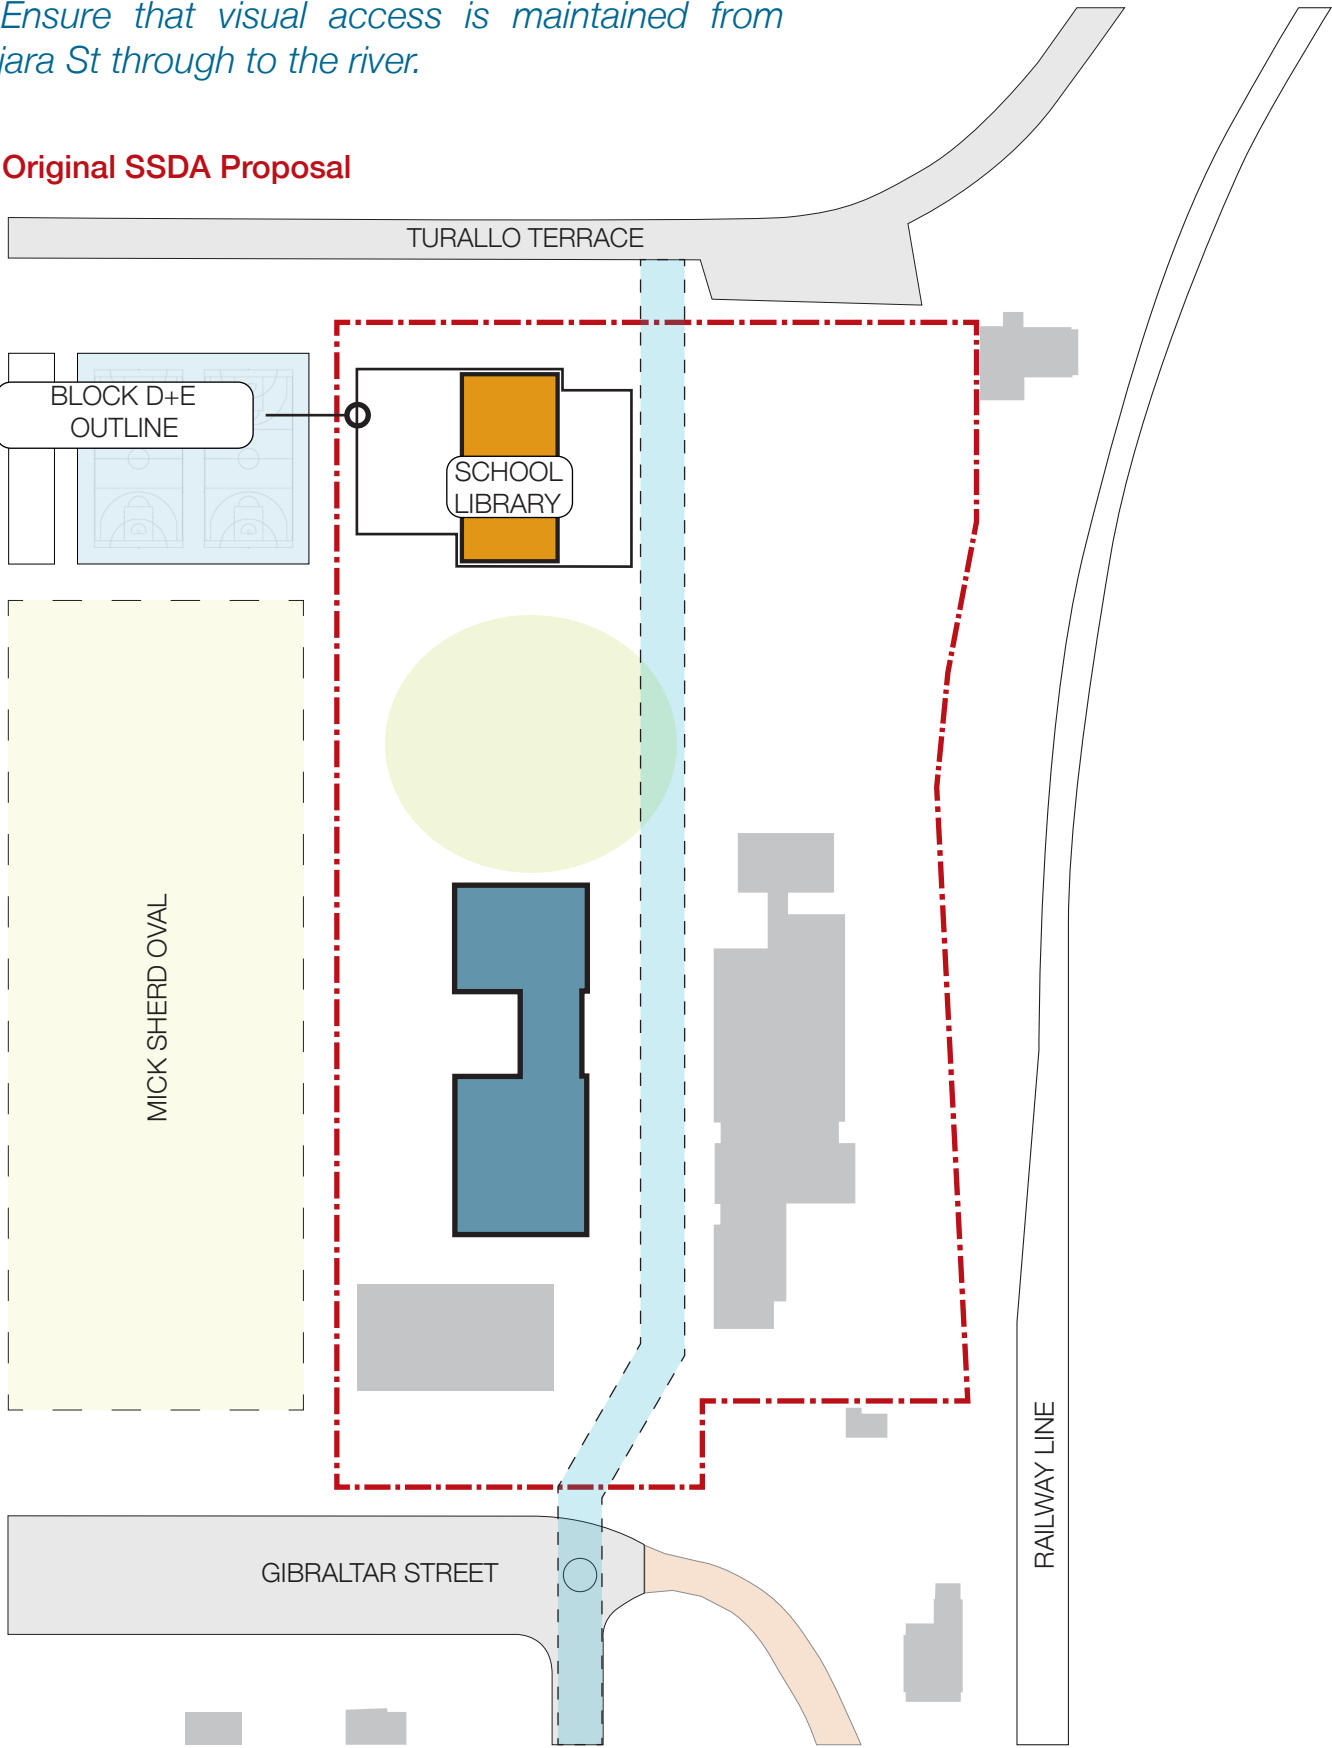 Ensure that visual access is maintained from
jara St through to the river.
Original SSDA Proposal
TURALLO TERRACE
BLOCK D+E
OUTLINE
SCHOOL
LIBRARY
MICK SHERD OVAL
RAILWAY LINE
GIBRALTAR STREET